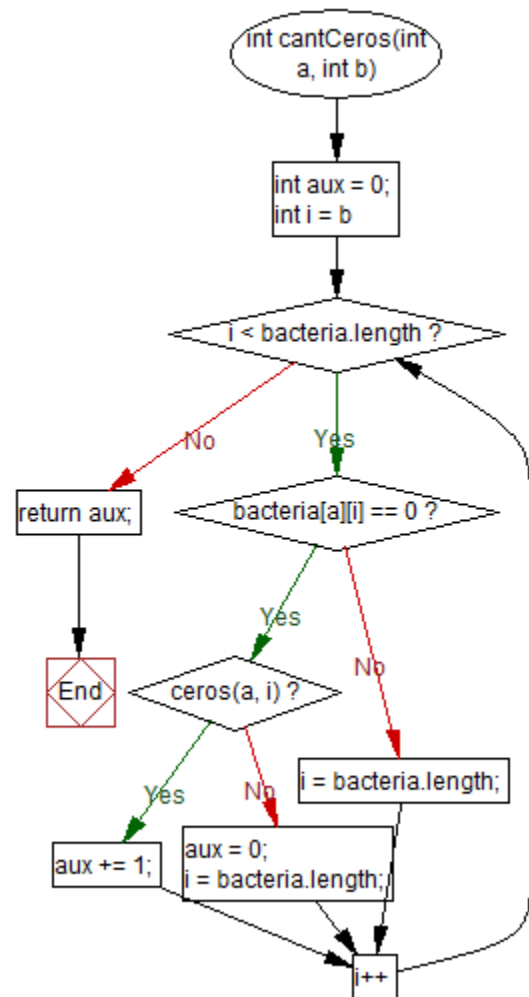 int cantCeros(int
a, int b)
int aux = 0;
int i = b
i < bacteria.length ?
No
Yes
return aux;
bacteria[a][i] == 0 ?
Yes
No
End
ceros(a, i) ?
Yes
No
i = bacteria.length;
aux += 1;
aux = 0;
i = bacteria.length;
i++